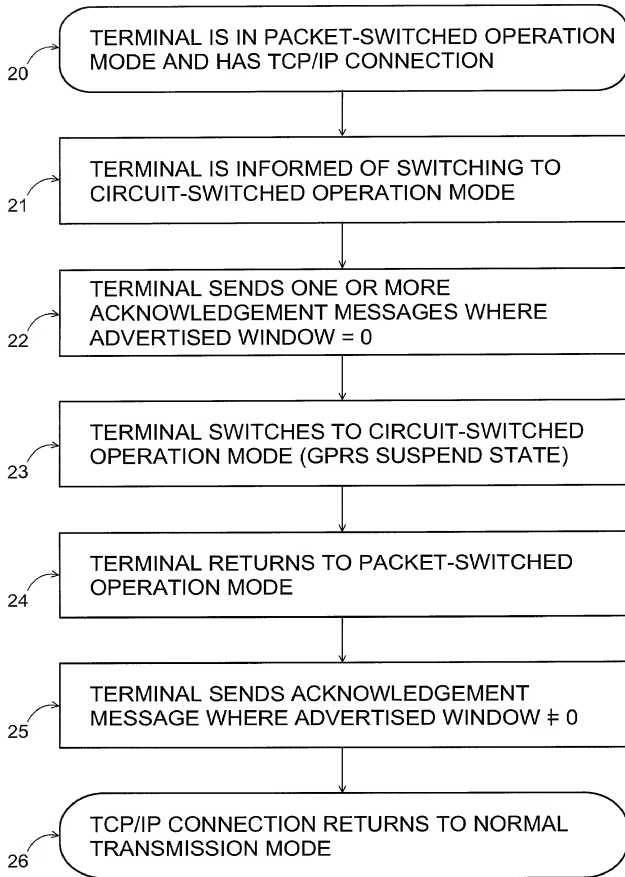 20
TERMINAL IS IN PACKET-SWITCHED OPERATION
MODE AND HAS TCP/IP CONNECTION
21
TERMINAL IS INFORMED OF SWITCHING TO
CIRCUIT-SWITCHED OPERATION MODE
22
TERMINAL SENDS ONE OR MORE
ACKNOWLEDGEMENT MESSAGES WHERE
ADVERTISED WINDOW = 0
23
TERMINAL SWITCHES TO CIRCUIT-SWITCHED
OPERATION MODE (GPRS SUSPEND STATE)
24
TERMINAL RETURNS TO PACKET-SWITCHED
OPERATION MODE
25
TERMINAL SENDS ACKNOWLEDGEMENT
MESSAGE WHERE ADVERTISED WINDOW ≠ 0
26
TCP/IP CONNECTION RETURNS TO NORMAL
TRANSMISSION MODE